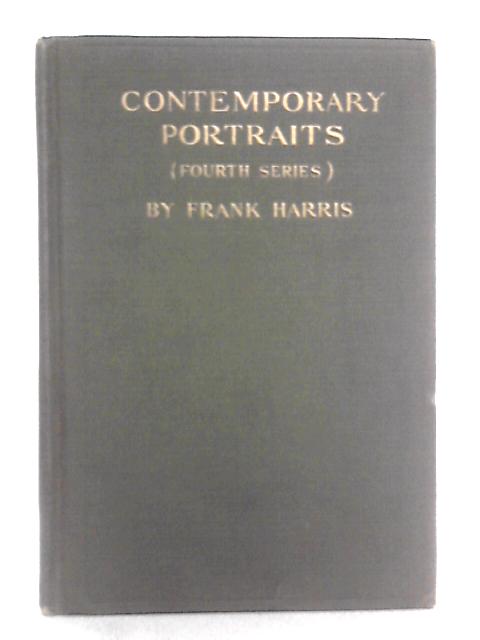 CONTEMPORARY
PORTRAITS
(FOURTH SERIES)
BY FRANK HARRIS